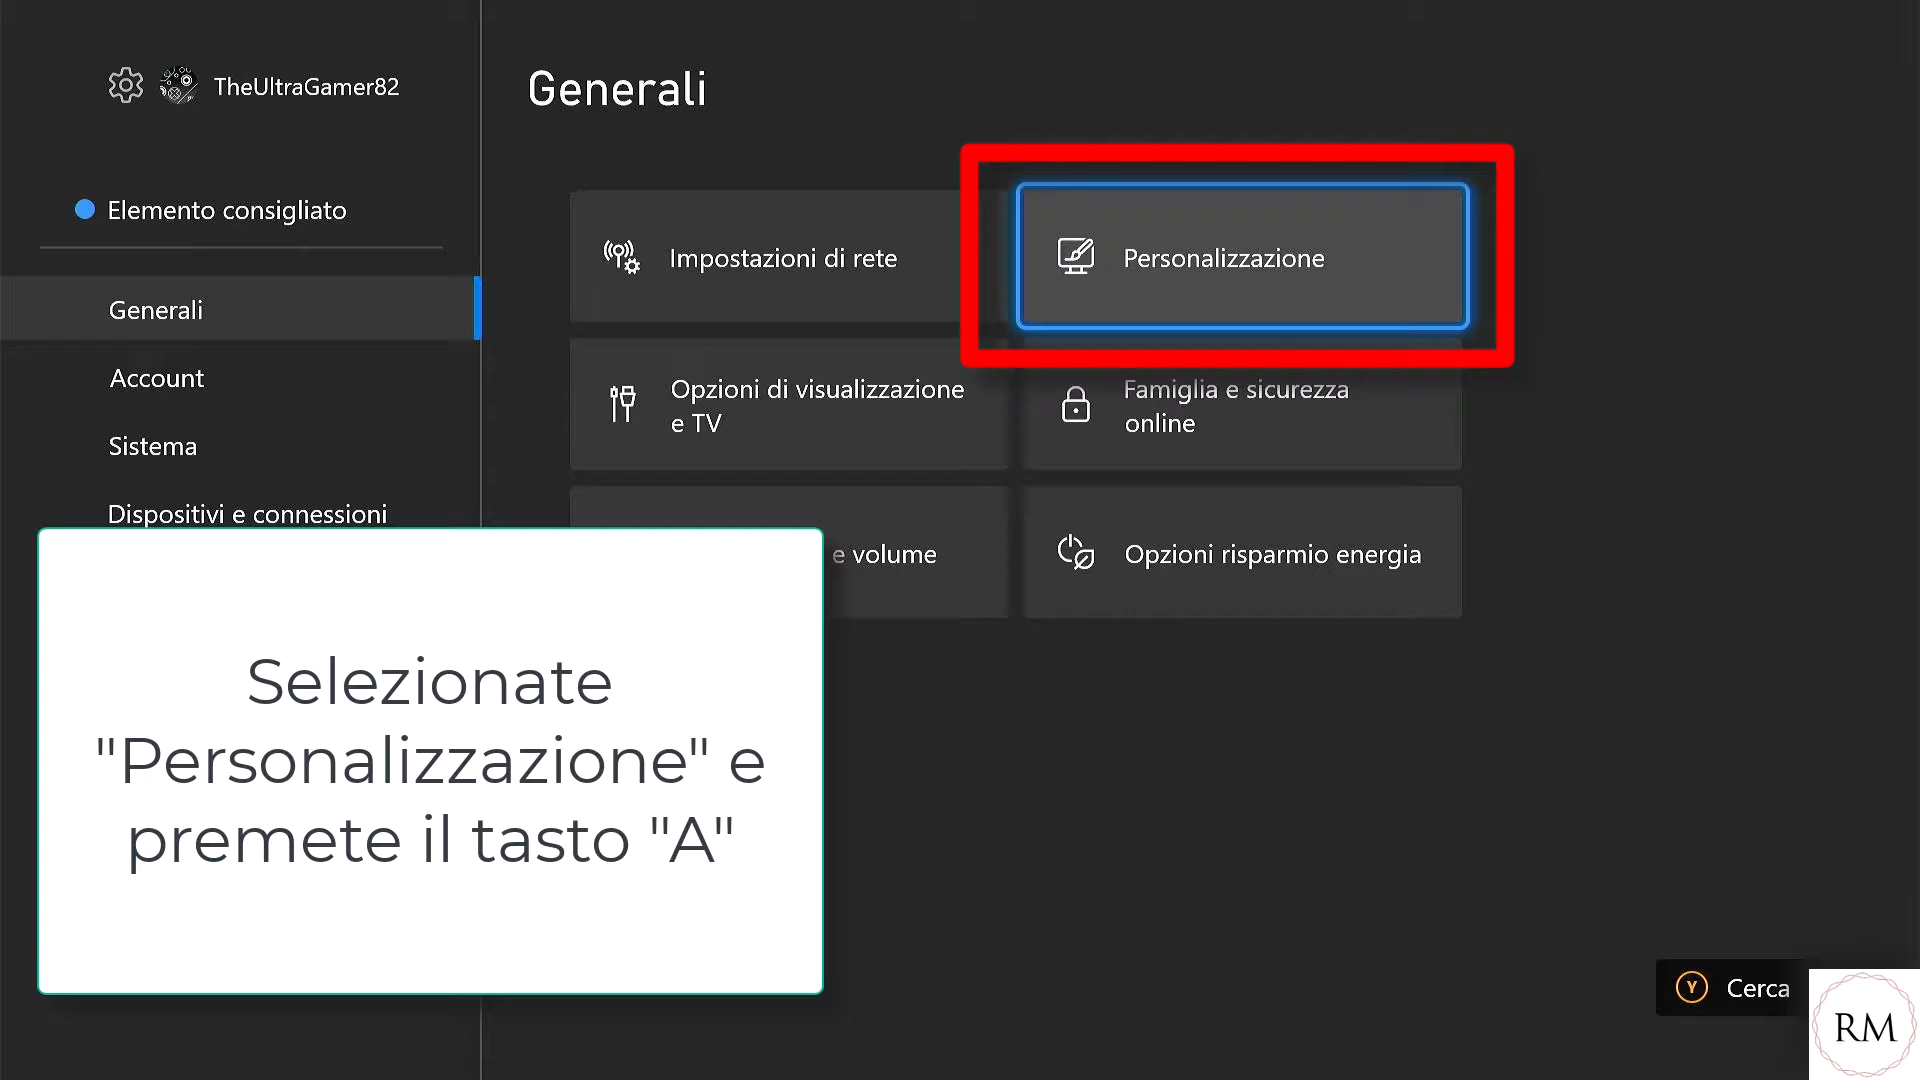 TheUltraGamer82
Generali
Elemento consigliato
Generali
Account
Sistema
Dispositivi e connessioni
Impostazioni di rete
Personalizzazione
Opzioni di visualizzazione
e TV
Famiglia e sicurezza
online
e volume
Opzioni risparmio energia
Selezionate
"Personalizzazione" e
premete il tasto "A"
Y Cerca
RM